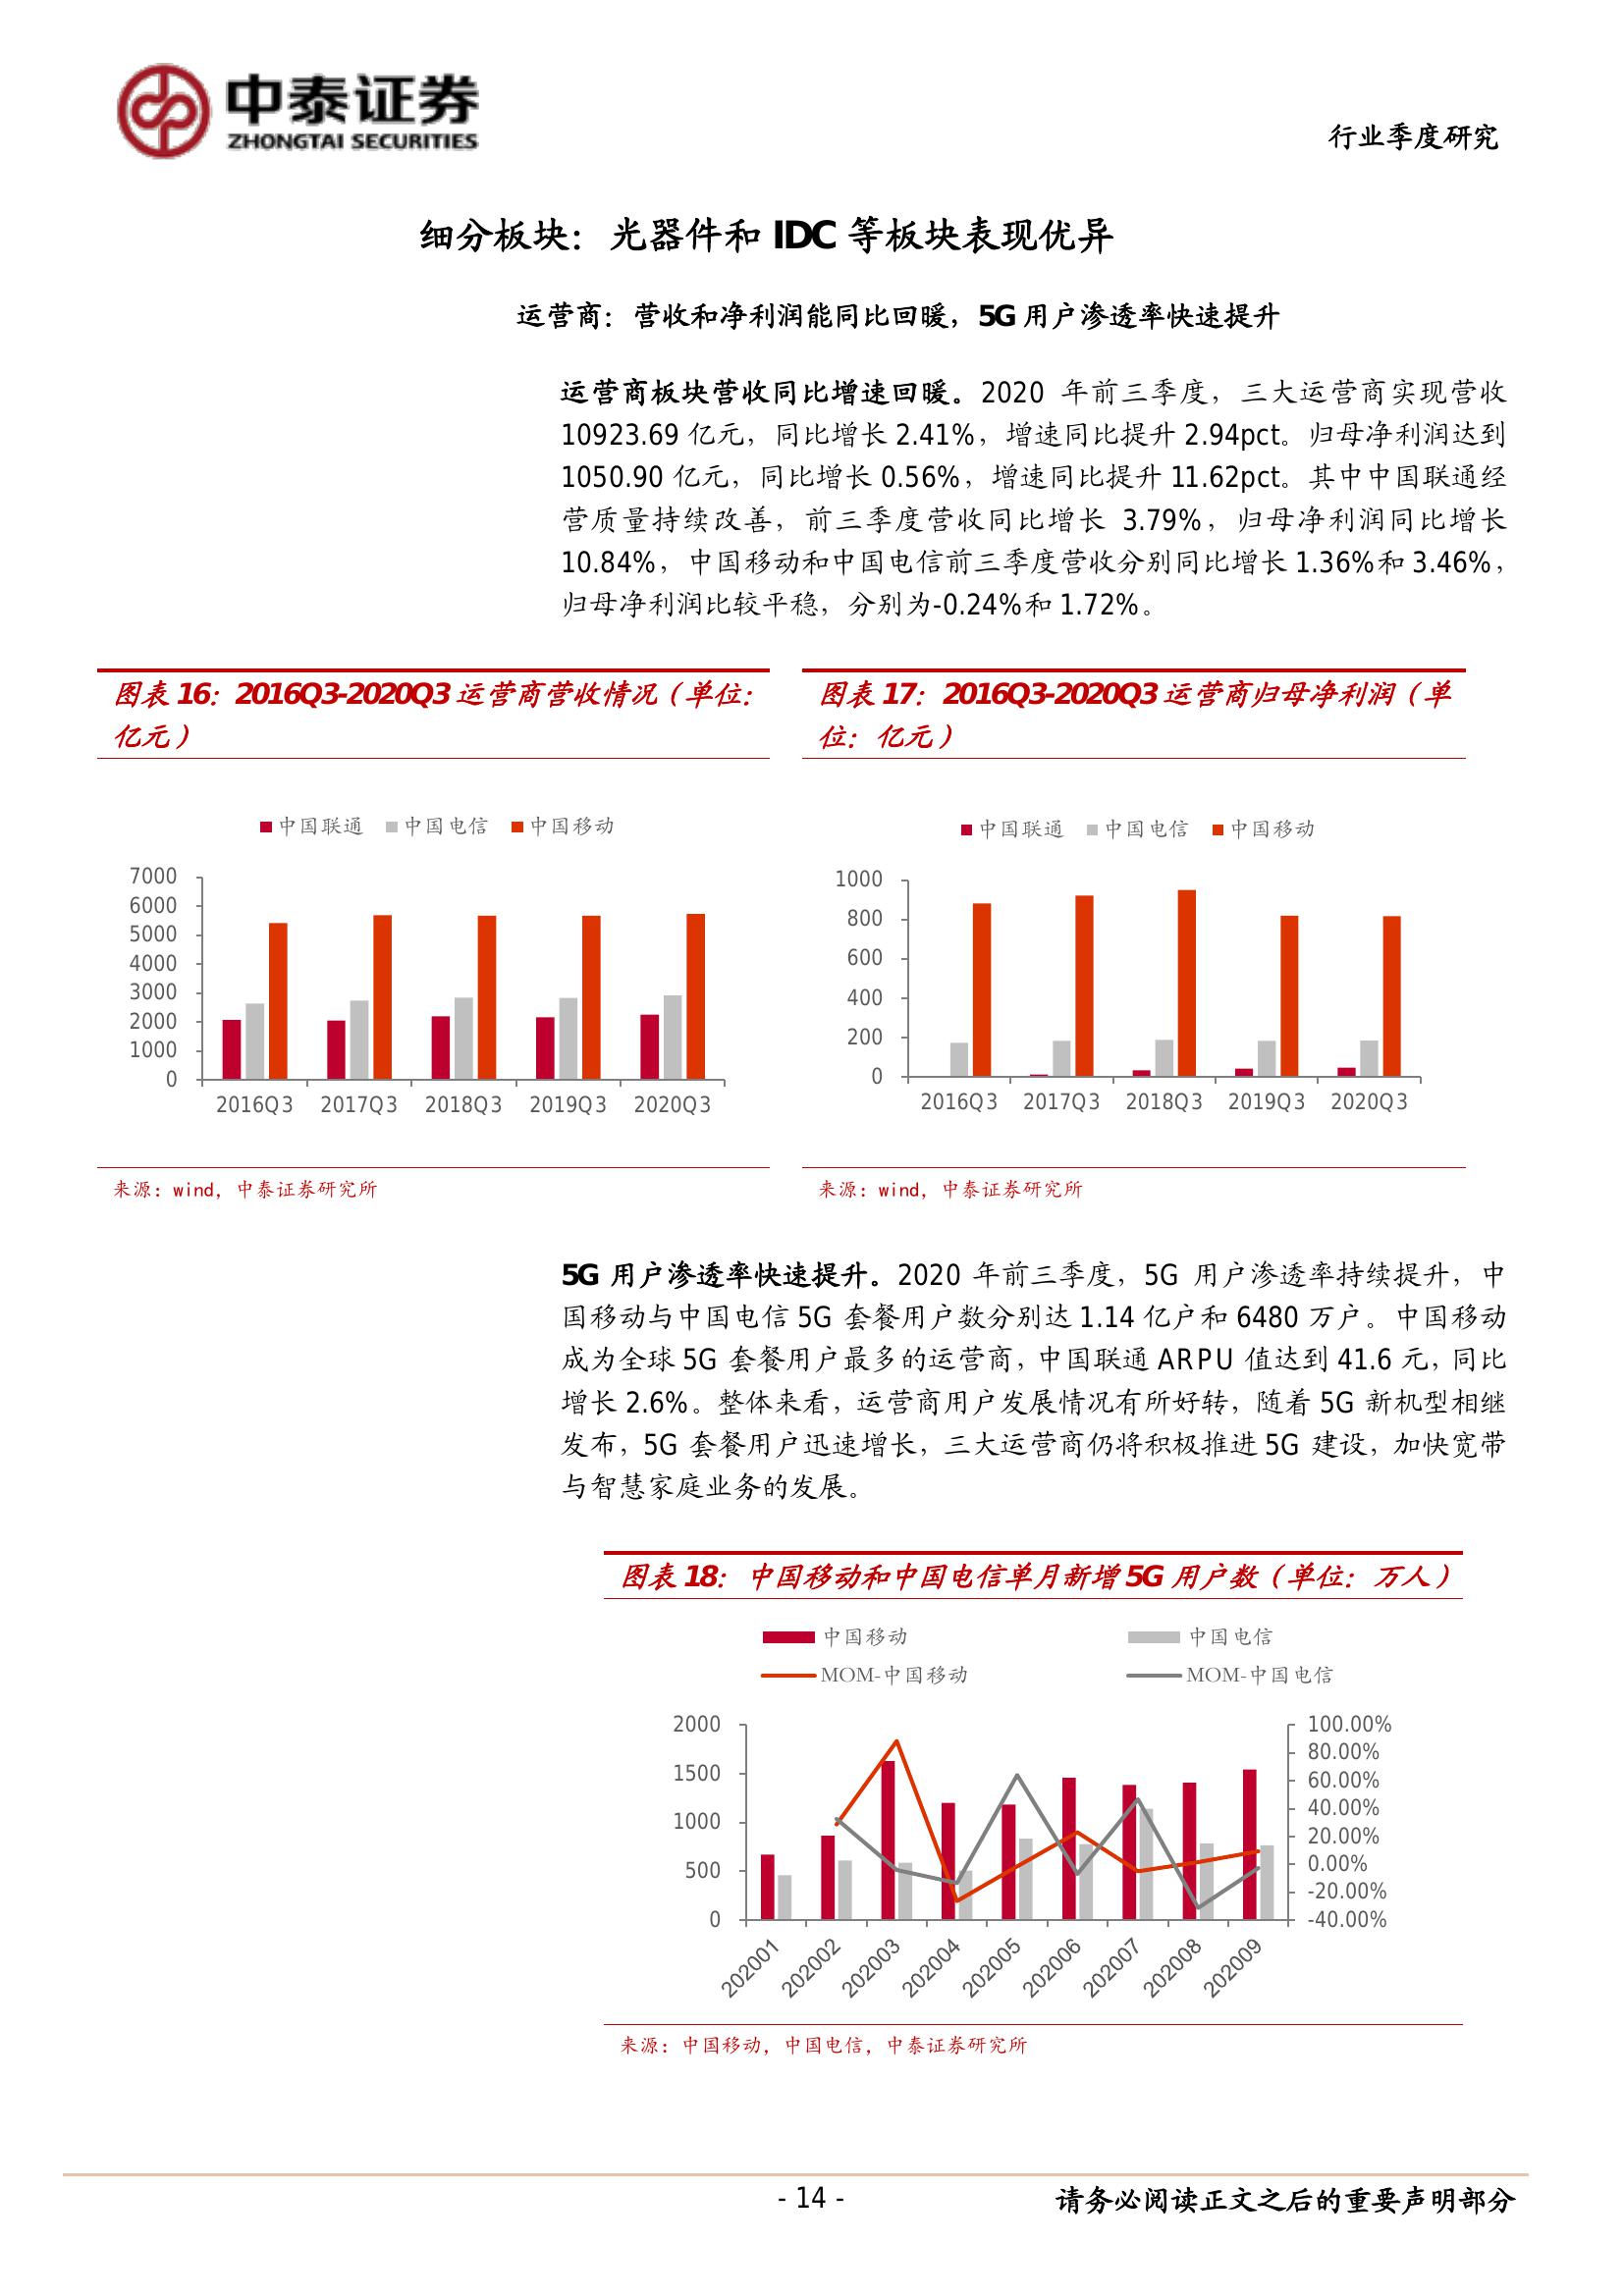 中泰证券
ZHONGTAI SECURITIES
行业季度研究
细分板块：光器件和 IDC 等板块表现优异
运营商：营收和净利润能同比回暖，5G 用户渗透率快速提升
运营商板块营收同比增速回暖。2020 年前三季度，三大运营商实现营收
10923.69 亿元，同比增长 2.41%，增速同比提升 2.94pct。归母净利润达到
1050.90 亿元，同比增长 0.56%，增速同比提升 11.62pct。其中中国联通经
营质量持续改善，前三季度营收同比增长 3.79%，归母净利润同比增长
10.84%，中国移动和中国电信前三季度营收分别同比增长 1.36%和 3.46%，
归母净利润比较平稳，分别为-0.24%和 1.72%。
图表 16：2016Q3-2020Q3 运营商营收情况（单位：
亿元）
中国联通 中国电信 中国移动
7000
6000
5000
4000
3000
2000
1000
0
2016Q3 2017Q3 2018Q3 2019Q3 2020Q3
来源：wind，中泰证券研究所
图表 17：2016Q3-2020Q3 运营商归母净利润（单
位：亿元）
中国联通 中国电信 中国移动
1000
800
600
400
200
0
2016Q3 2017Q3 2018Q3 2019Q3 2020Q3
来源：wind，中泰证券研究所
5G 用户渗透率快速提升。2020 年前三季度，5G 用户渗透率持续提升，中
国移动与中国电信 5G 套餐用户数分别达 1.14 亿户和 6480 万户。中国移动
成为全球 5G 套餐用户最多的运营商，中国联通 ARPU 值达到 41.6 元，同比
增长 2.6%。整体来看，运营商用户发展情况有所好转，随着 5G 新机型相继
发布，5G 套餐用户迅速增长，三大运营商仍将积极推进 5G 建设，加快宽带
与智慧家庭业务的发展。
图表 18：中国移动和中国电信单月新增 5G 用户数（单位：万人）
中国移动 中国电信
MOM-中国移动 MOM-中国电信
2000
1500
1000
500
0
100.00%
80.00%
60.00%
40.00%
20.00%
0.00%
-20.00%
-40.00%
202001 202002 202003 202004 202005 202006 202007 202008 202009
来源：中国移动，中国电信，中泰证券研究所
- 14 -
请务必阅读正文之后的重要声明部分